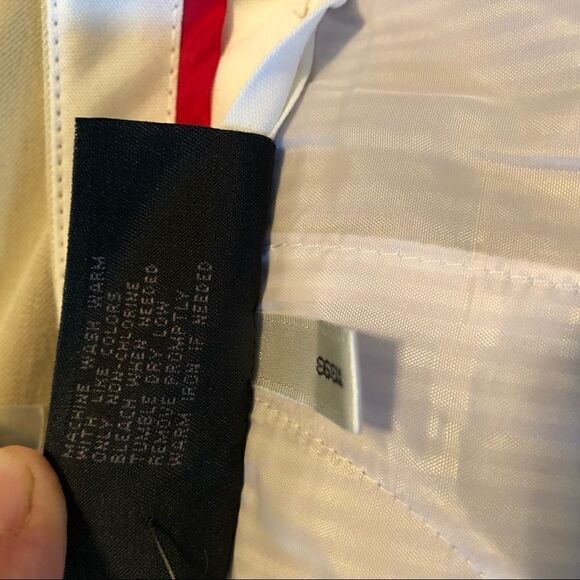 MACHINE WASH WARM
WITH LIKE COLORS
ONLY NON-CHLORINE
BLEACH WHEN NEEDED
TUMBLE DRY LOW
REMOVE PROMPTLY
WARM IRON IF NEEDED